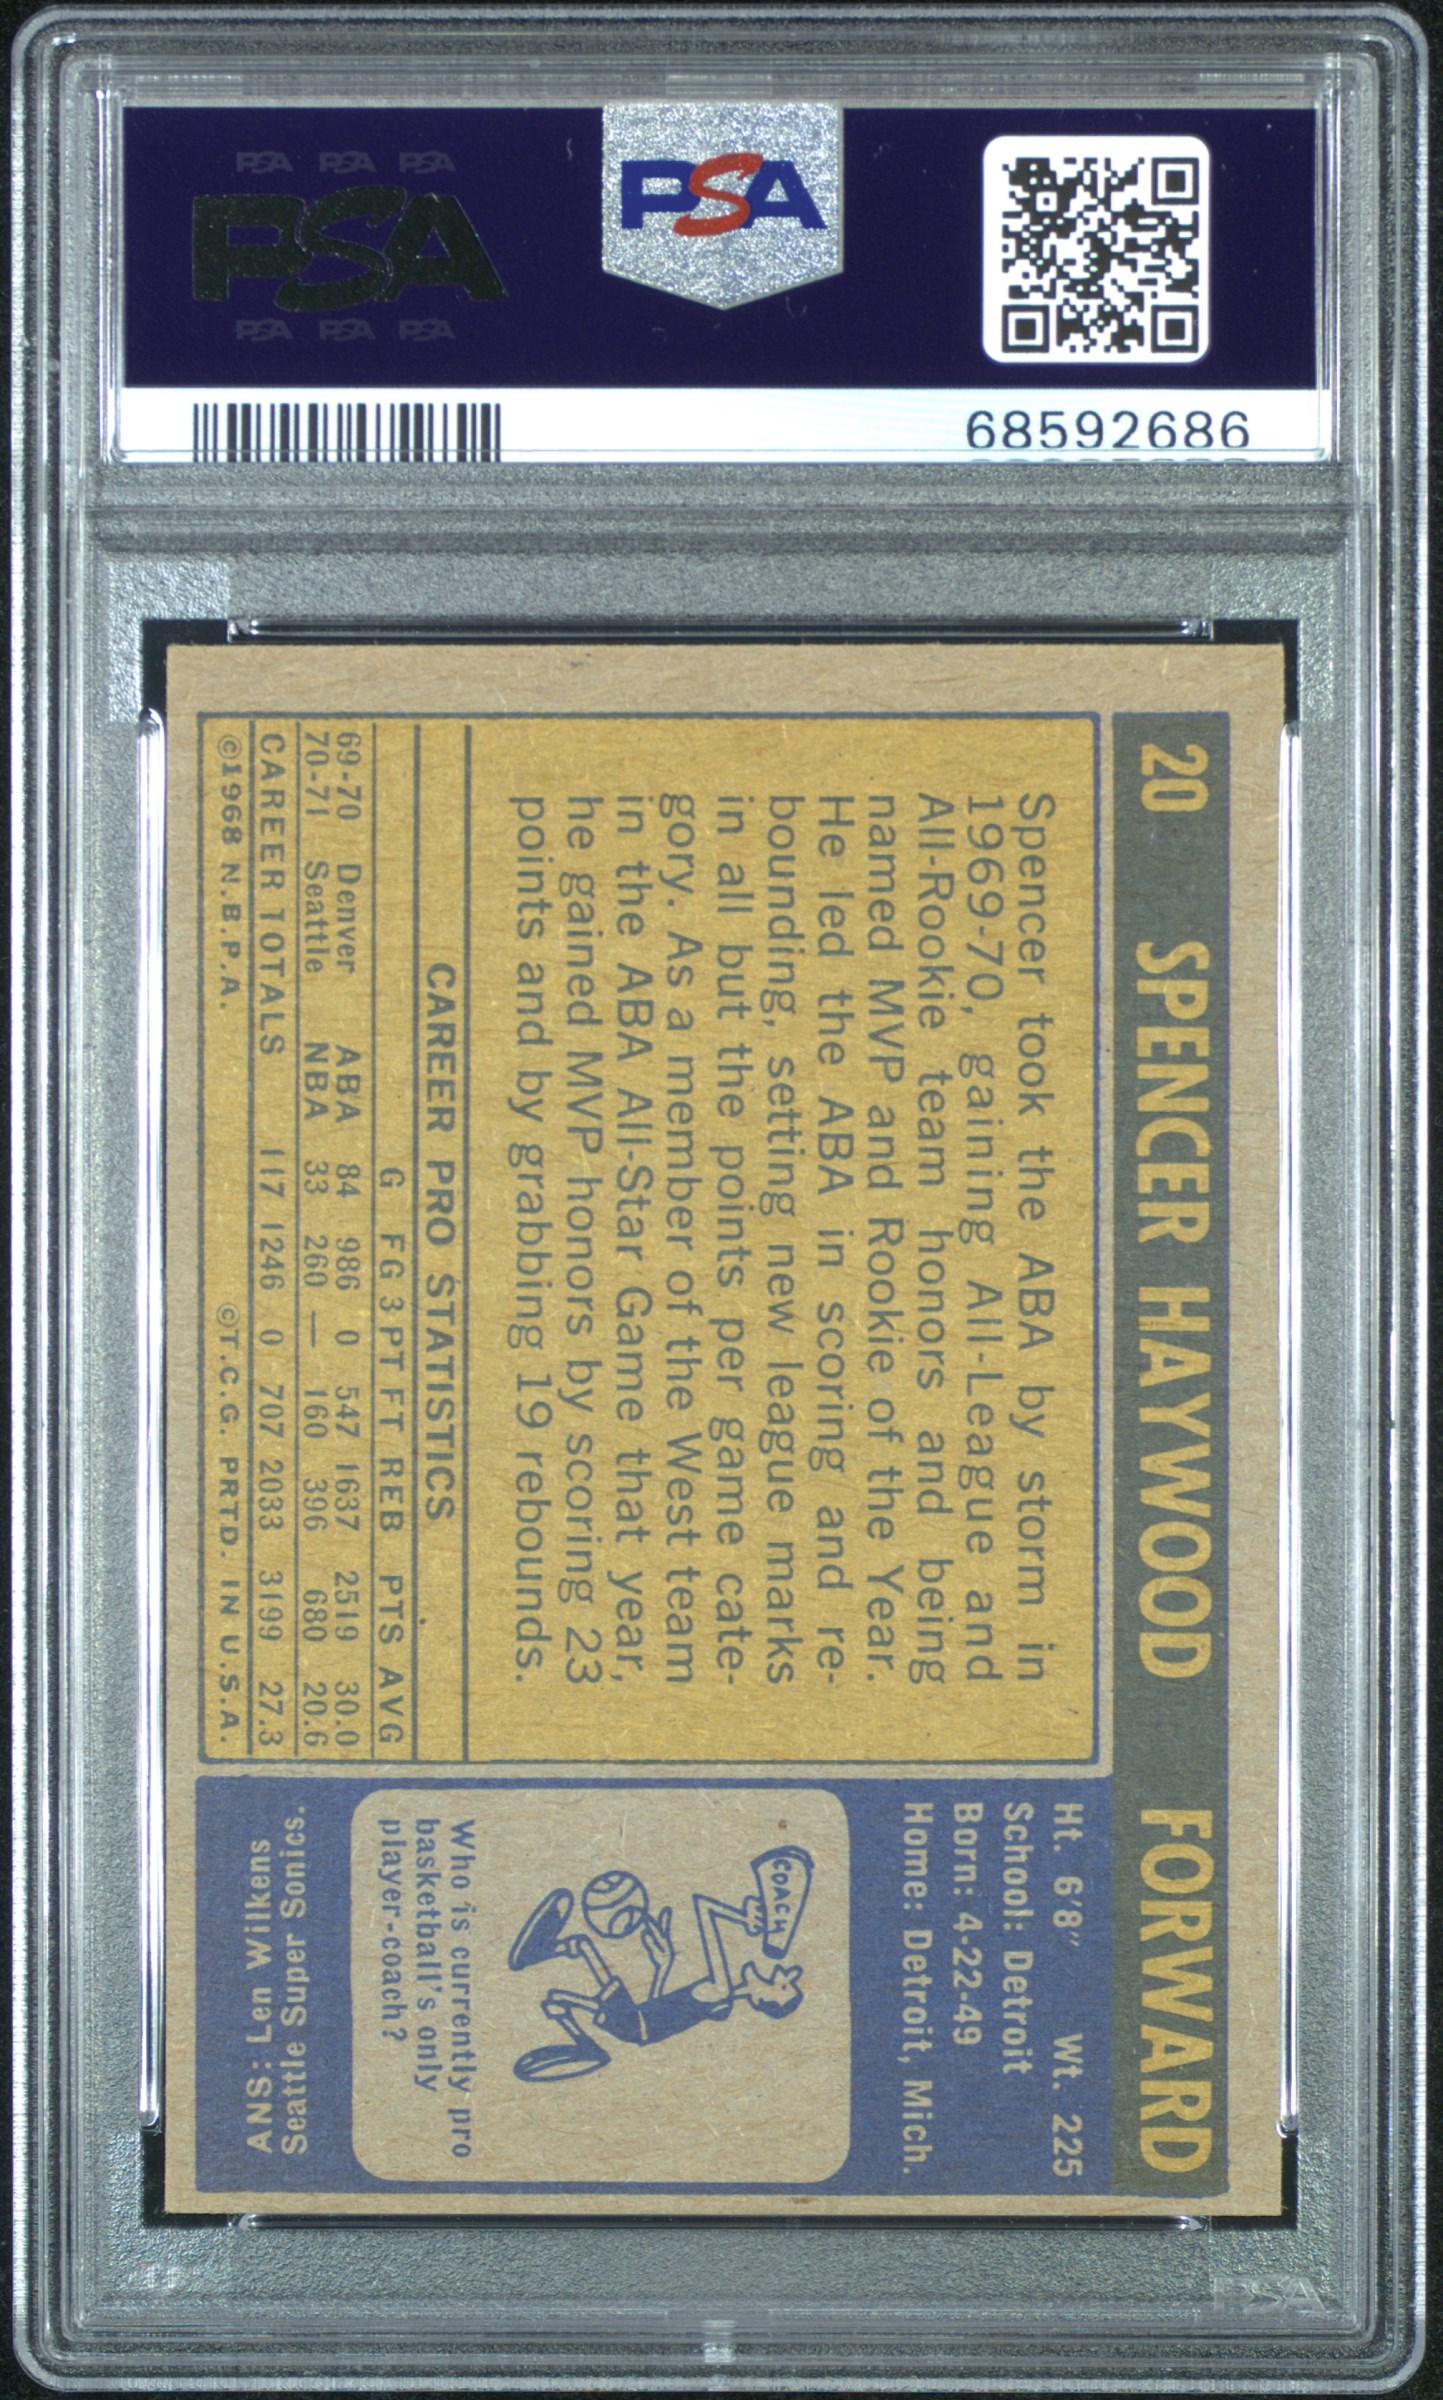 PSA PSA PSA
PSA
PSA PSA PSA
PSA
68592686
20 SPENCER HAYWOOD FORWARD
Spencer took the ABA by storm in
1969-70, gaining All-League and
All-Rookie team honors and being
named MVP and Rookie of the Year.
He led the ABA in scoring and re-
bounding, setting new league marks
in all but the points per game cate-
gory. As a member of the West team
in the ABA All-Star Game that year,
he gained MVP honors by scoring 23
points and by grabbing 19 rebounds.
CAREER PRO STATISTICS
G FG 3PT FT REB PTS AVG
69-70 Denver ABA 84 986 0 547 1637 2519 30.0
70-71 Seattle NBA 33 260 — 160 396 680 20.6
CAREER TOTALS 117 1246 0 707 2033 3199 27.3
©1968 N.B.P.A. ©T.C.G. PRTD. IN U.S.A.
Ht. 6'8" Wt. 225
School: Detroit
Born: 4-22-49
Home: Detroit, Mich.
COACH
Who is currently pro
basketball's only
player-coach?
ANS: Len Wilkens
Seattle Super Sonics.
PSA